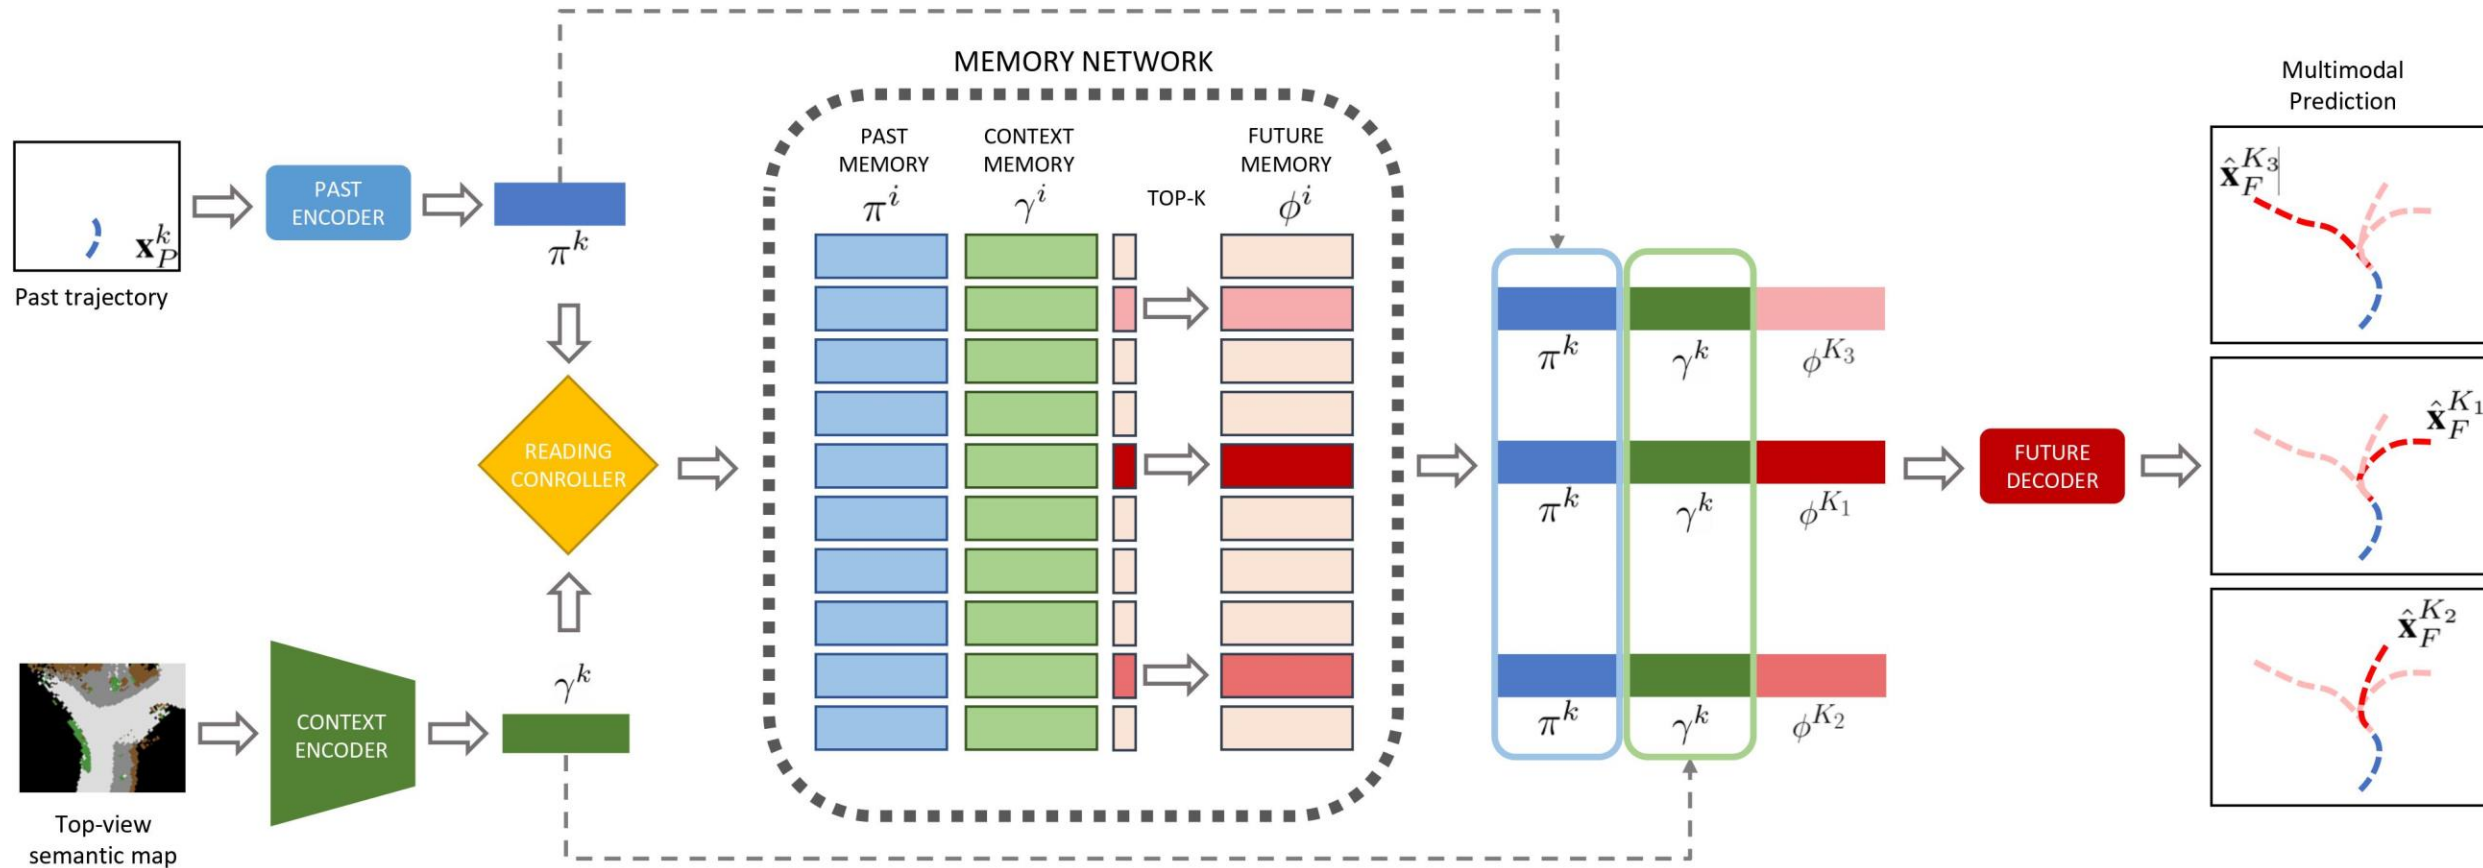 MEMORY NETWORK
Multimodal
Prediction
PAST
MEMORY
π^i
CONTEXT
MEMORY
γ^i
TOP-K
FUTURE
MEMORY
ϕ^i
x_P^k
Past trajectory
PAST
ENCODER
π^k
READING
CONROLLER
γ^k
CONTEXT
ENCODER
Top-view
semantic map
π^k
γ^k
ϕ^{K_3}
π^k
γ^k
ϕ^{K_1}
π^k
γ^k
ϕ^{K_2}
FUTURE
DECODER
x̂_F^{K_3}
x̂_F^{K_1}
x̂_F^{K_2}